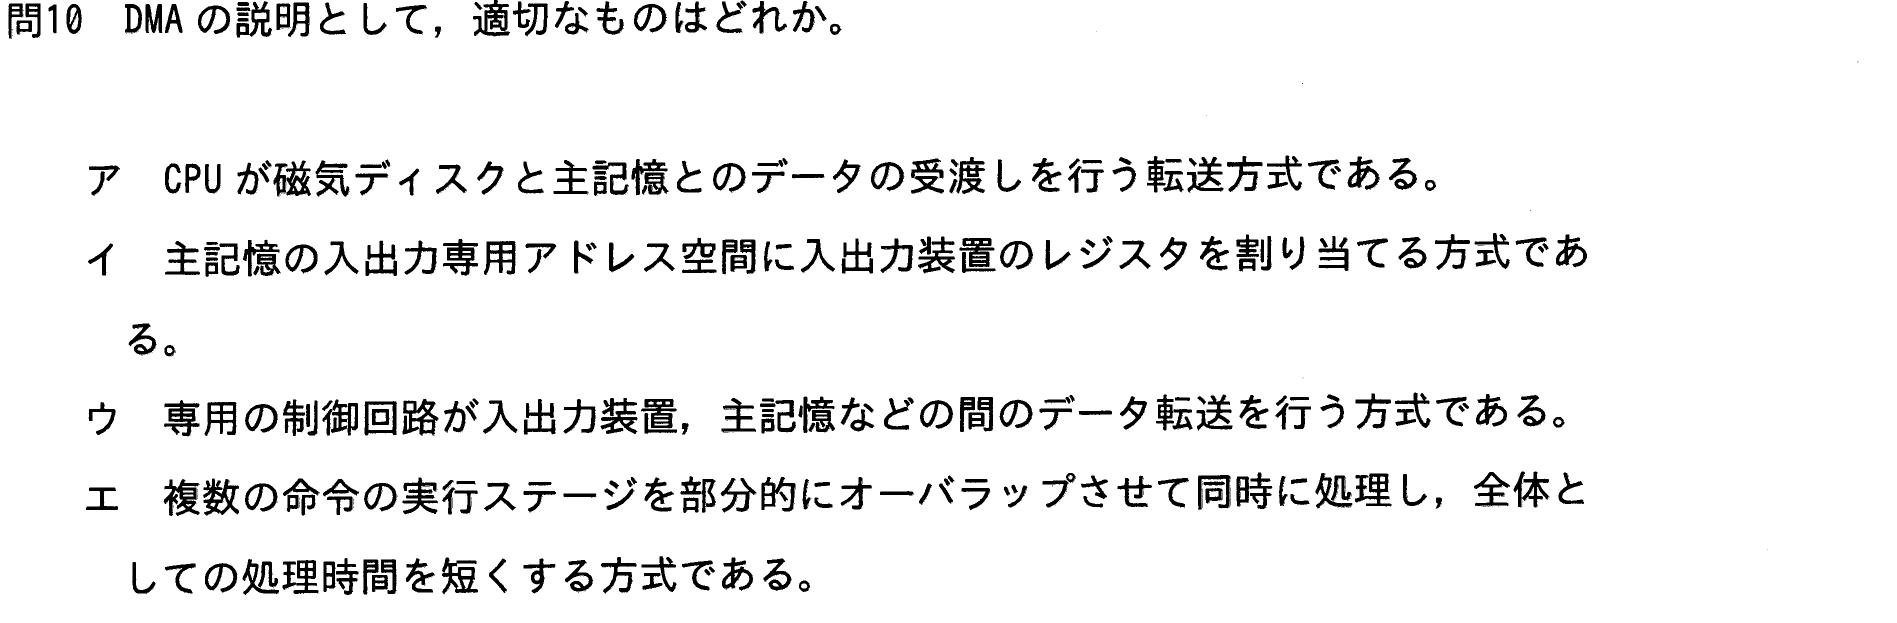 問10　DMAの説明として，適切なものはどれか。
ア　CPUが磁気ディスクと主記憶とのデータの受渡しを行う転送方式である。
イ　主記憶の入出力専用アドレス空間に入出力装置のレジスタを割り当てる方式であ
る。
ウ　専用の制御回路が入出力装置，主記憶などの間のデータ転送を行う方式である。
エ　複数の命令の実行ステージを部分的にオーバラップさせて同時に処理し，全体と
しての処理時間を短くする方式である。